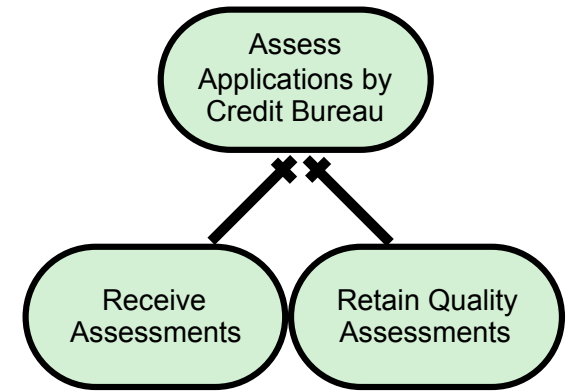 Assess
Applications by
Credit Bureau
Receive
Assessments
Retain Quality
Assessments